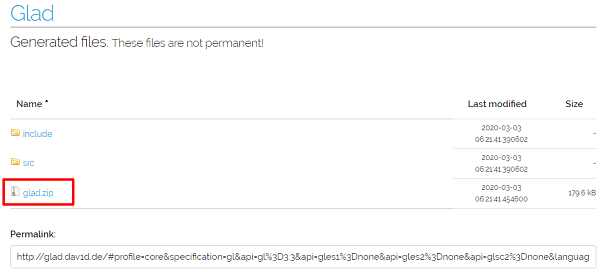 Glad
Generated files. These files are not permanent!
Name Last modified Size
include 2020-03-03 06:21:41.390602 -
src 2020-03-03 06:21:41.390602 -
glad.zip 2020-03-03 06:21:41.454600 179.6 kB
Permalink:
http://glad.dav1d.de/#profile=core&specification=gl&api=gl%3D3.3&api=gles1%3Dnone&api=gles2%3Dnone&api=glsc2%3Dnone&languag